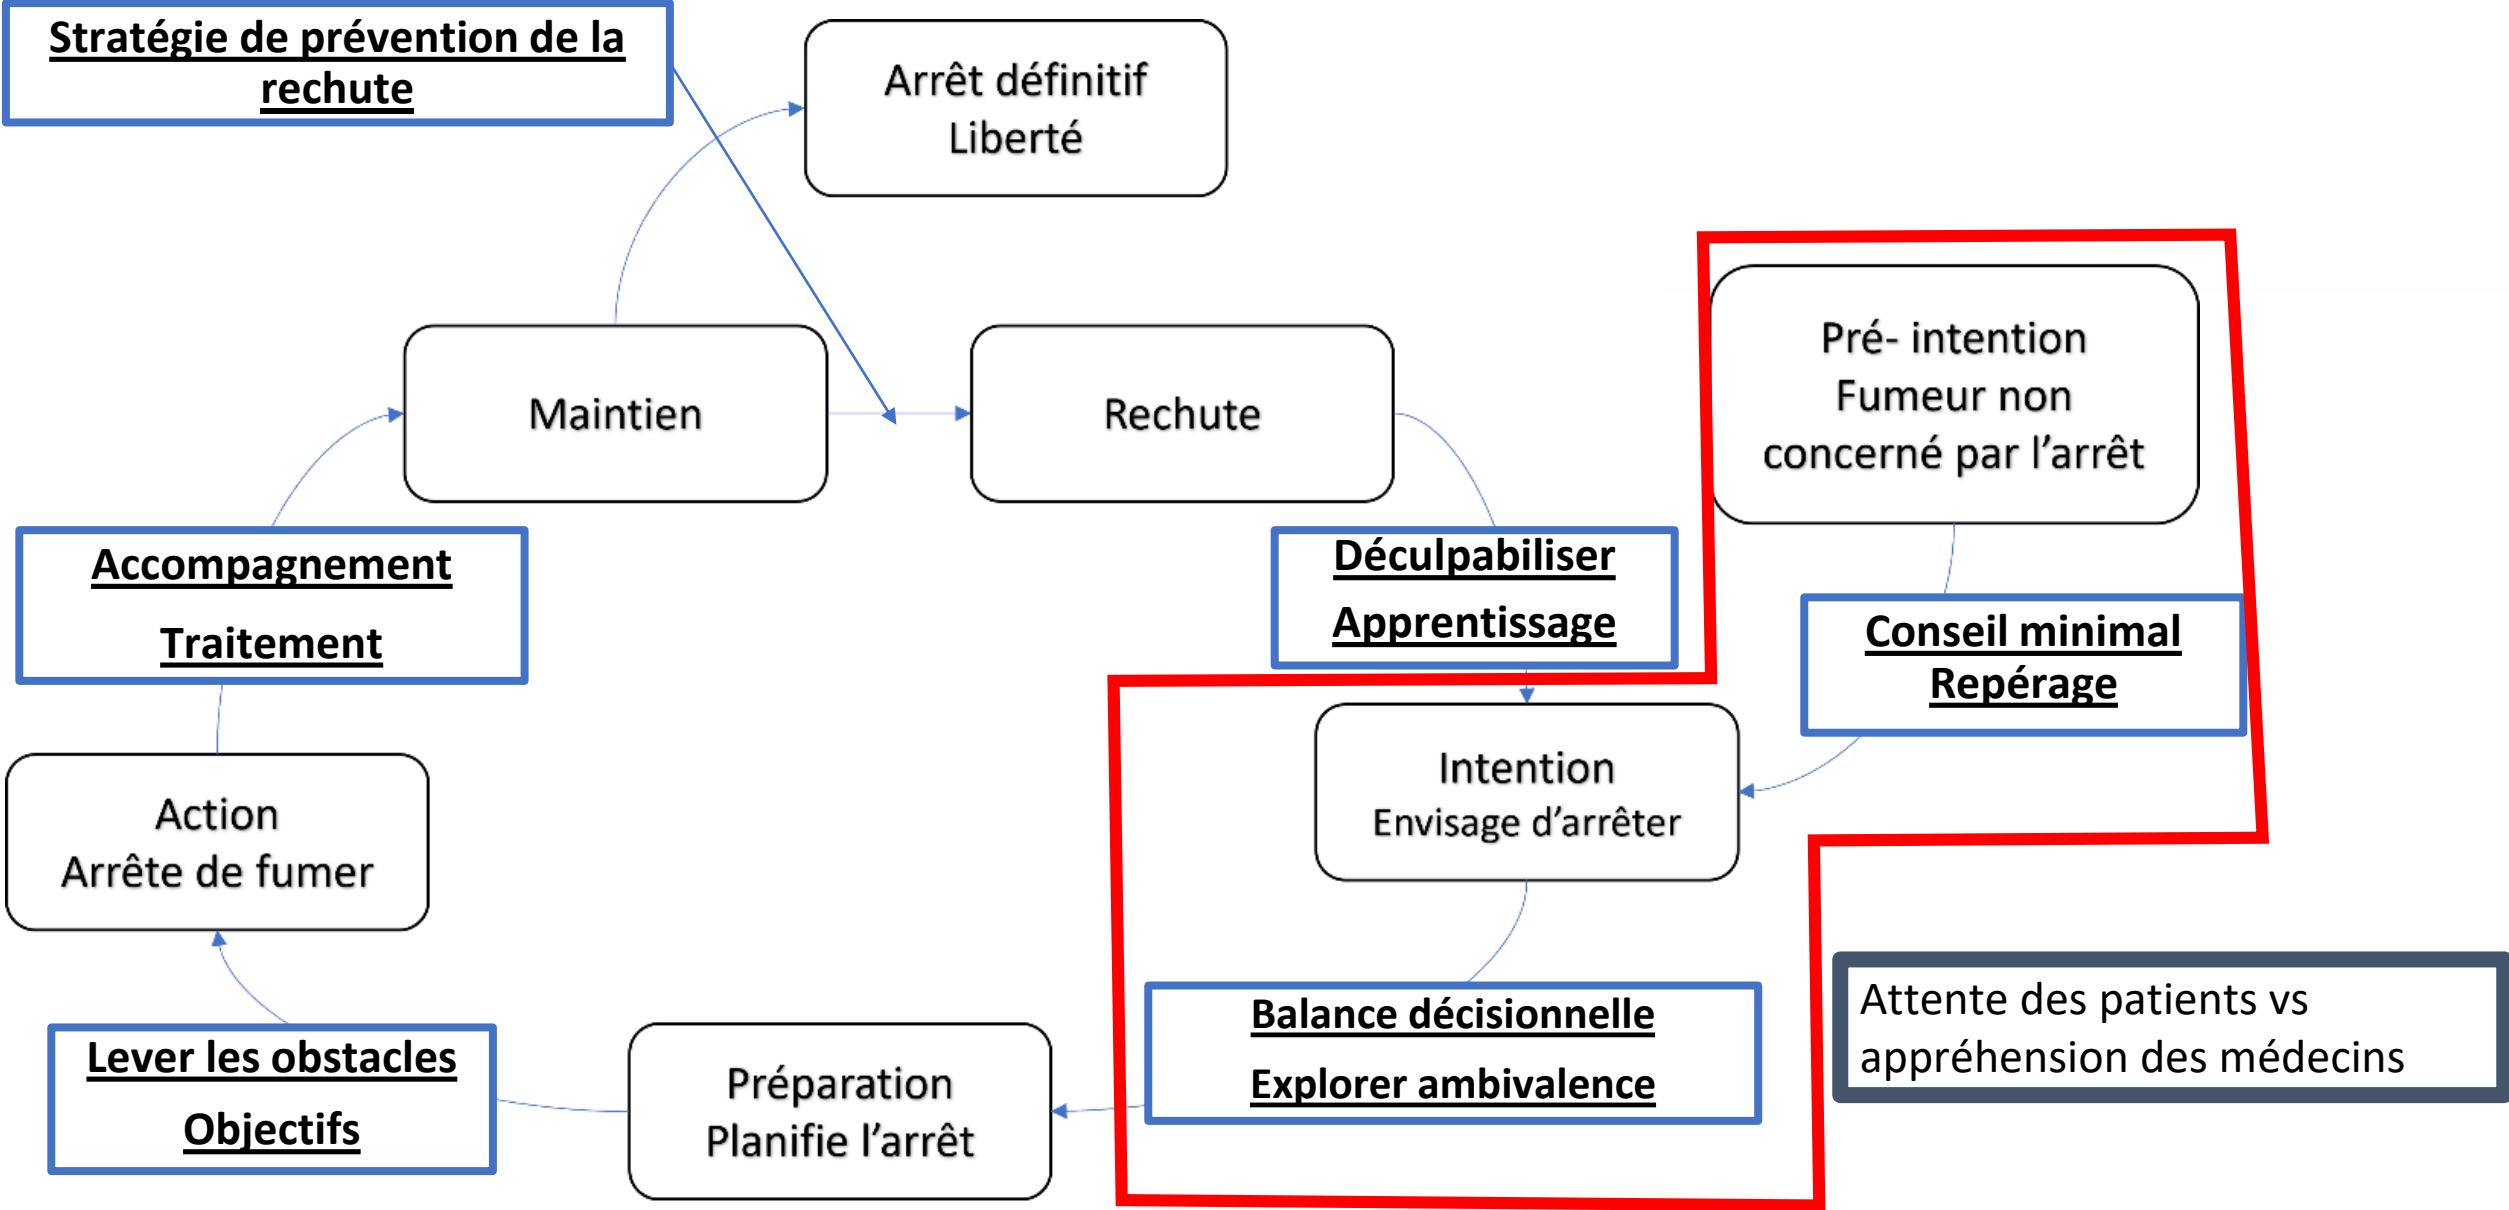 Stratégie de prévention de la
rechute
Arrêt définitif
Liberté
Maintien
Rechute
Pré- intention
Fumeur non
concerné par l'arrêt
Accompagnement
Traitement
Déculpabiliser
Apprentissage
Conseil minimal
Repérage
Intention
Envisage d'arrêter
Action
Arrête de fumer
Balance décisionnelle
Explorer ambivalence
Attente des patients vs
appréhension des médecins
Lever les obstacles
Objectifs
Préparation
Planifie l'arrêt